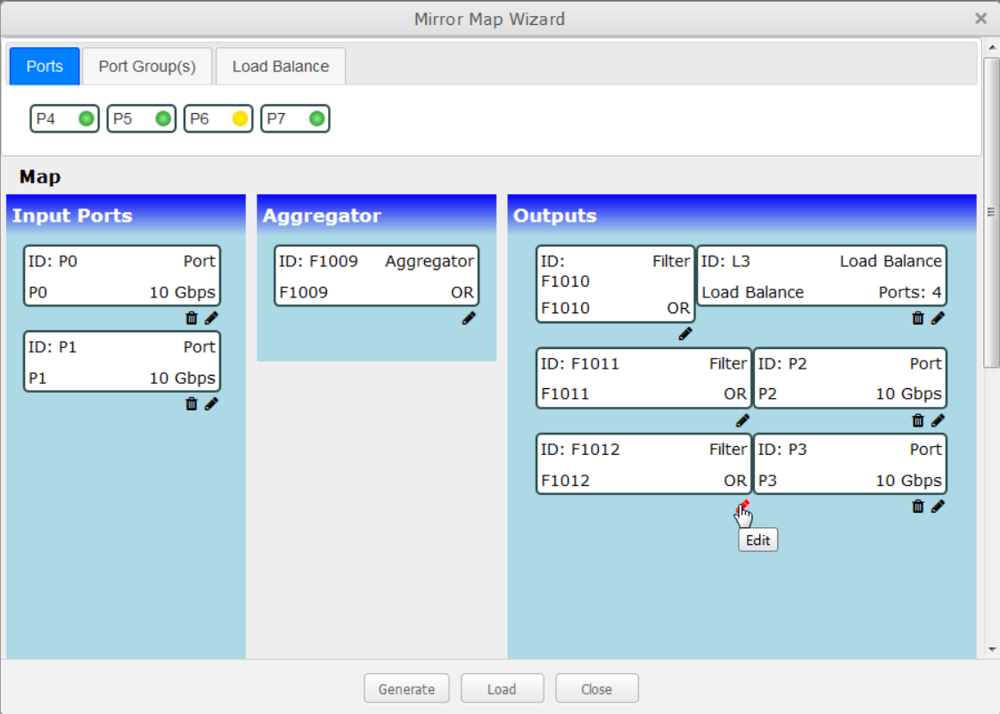 Mirror Map Wizard
Ports Port Group(s) Load Balance
P4 P5 P6 P7
Map
Input Ports
ID: P0 Port
P0 10 Gbps
ID: P1 Port
P1 10 Gbps
Aggregator
ID: F1009 Aggregator
F1009 OR
Outputs
ID: F1010 Filter
F1010 OR
ID: L3 Load Balance
Load Balance Ports: 4
ID: F1011 Filter
F1011 OR
ID: P2 Port
P2 10 Gbps
ID: F1012 Filter
F1012 OR
ID: P3 Port
P3 10 Gbps
Edit
Generate Load Close